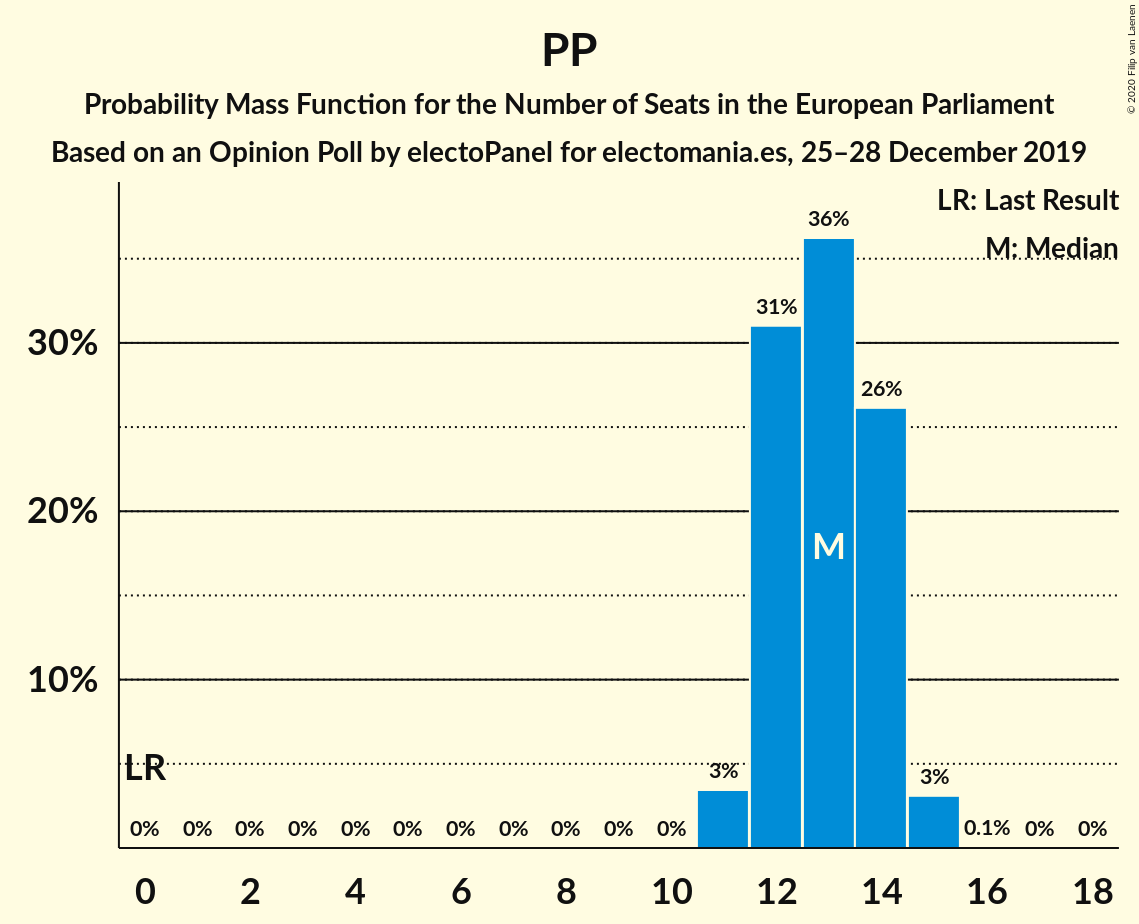 PP
Probability Mass Function for the Number of Seats in the European Parliament
Based on an Opinion Poll by electoPanel for electomania.es, 25–28 December 2019
© 2020 Filip van Laenen
LR: Last Result
M: Median
36%
31%
30%
26%
20%
M
10%
LR
3%
3%
0% 0% 0% 0% 0% 0% 0% 0% 0% 0% 0% 0.1% 0% 0%
0 2 4 6 8 10 12 14 16 18